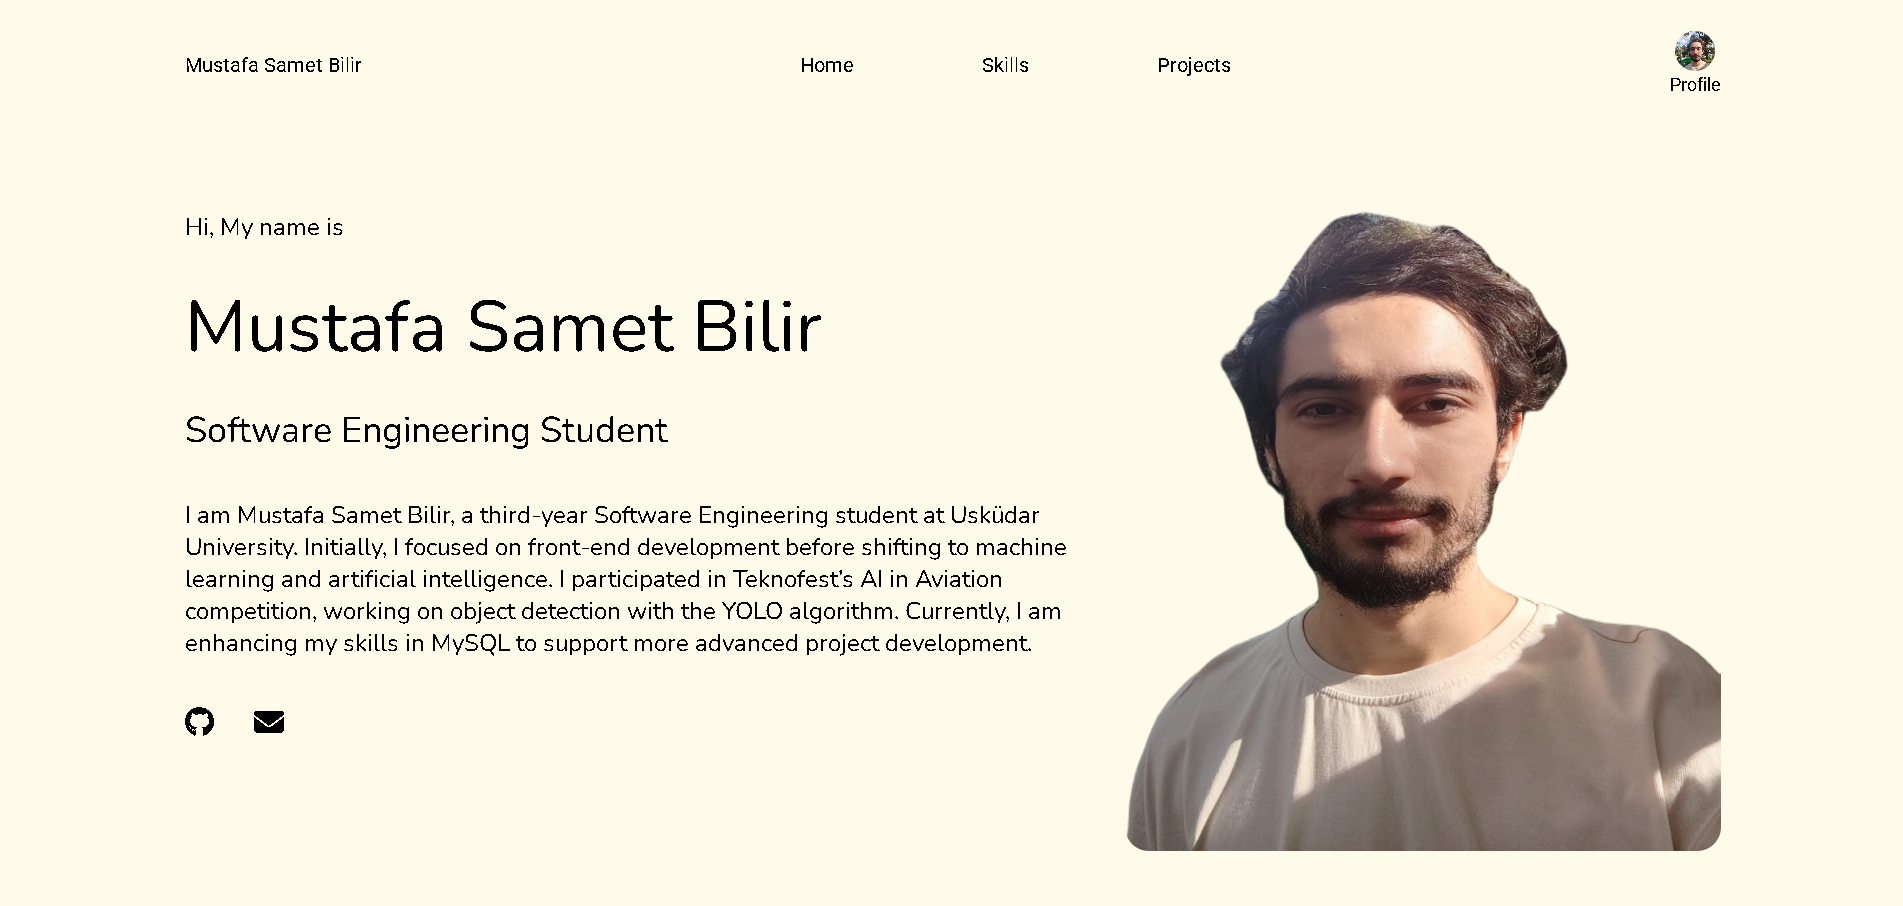 Mustafa Samet Bilir
Home
Skills
Projects
Profile
Hi, My name is
Mustafa Samet Bilir
Software Engineering Student
I am Mustafa Samet Bilir, a third-year Software Engineering student at Usküdar
University. Initially, I focused on front-end development before shifting to machine
learning and artificial intelligence. I participated in Teknofest's AI in Aviation
competition, working on object detection with the YOLO algorithm. Currently, I am
enhancing my skills in MySQL to support more advanced project development.